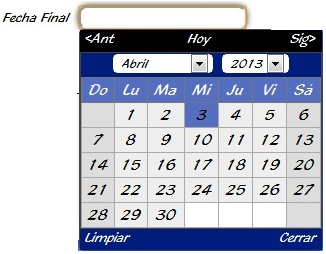 Fecha Final
<Ant Hoy Sig>
Abril 2013
Do Lu Ma Mi Ju Vi Sá
1 2 3 4 5 6
7 8 9 10 11 12 13
14 15 16 17 18 19 20
21 22 23 24 25 26 27
28 29 30
Limpiar Cerrar